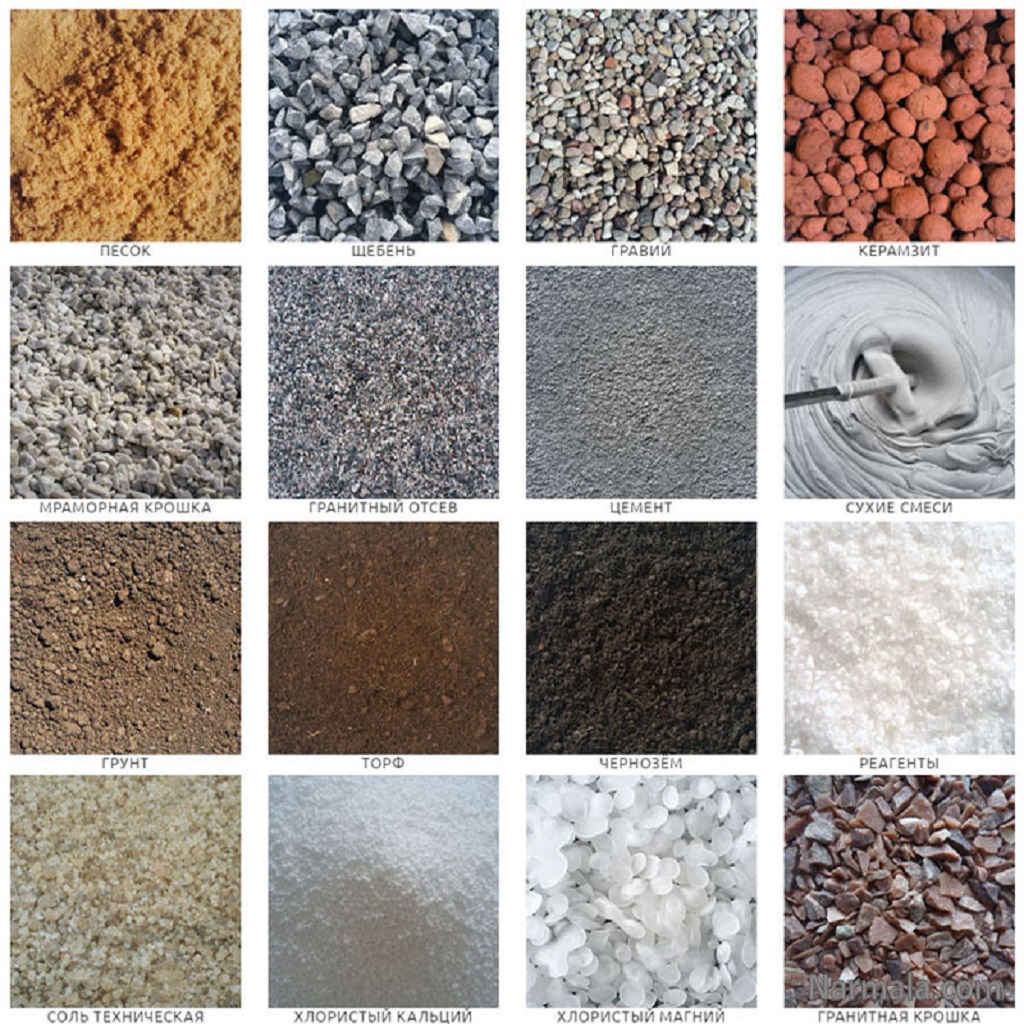 ПЕСОК ЩЕБЕНЬ ГРАВИЙ КЕРАМЗИТ
МРАМОРНАЯ КРОШКА ГРАНИТНЫЙ ОТСЕВ ЦЕМЕНТ СУХИЕ СМЕСИ
ГРУНТ ТОРФ ЧЕРНОЗЁМ РЕАГЕНТЫ
Narmala.com
СОЛЬ ТЕХНИЧЕСКАЯ ХЛОРИСТЫЙ КАЛЬЦИЙ ХЛОРИСТЫЙ МАГНИЙ ГРАНИТНАЯ КРОШКА